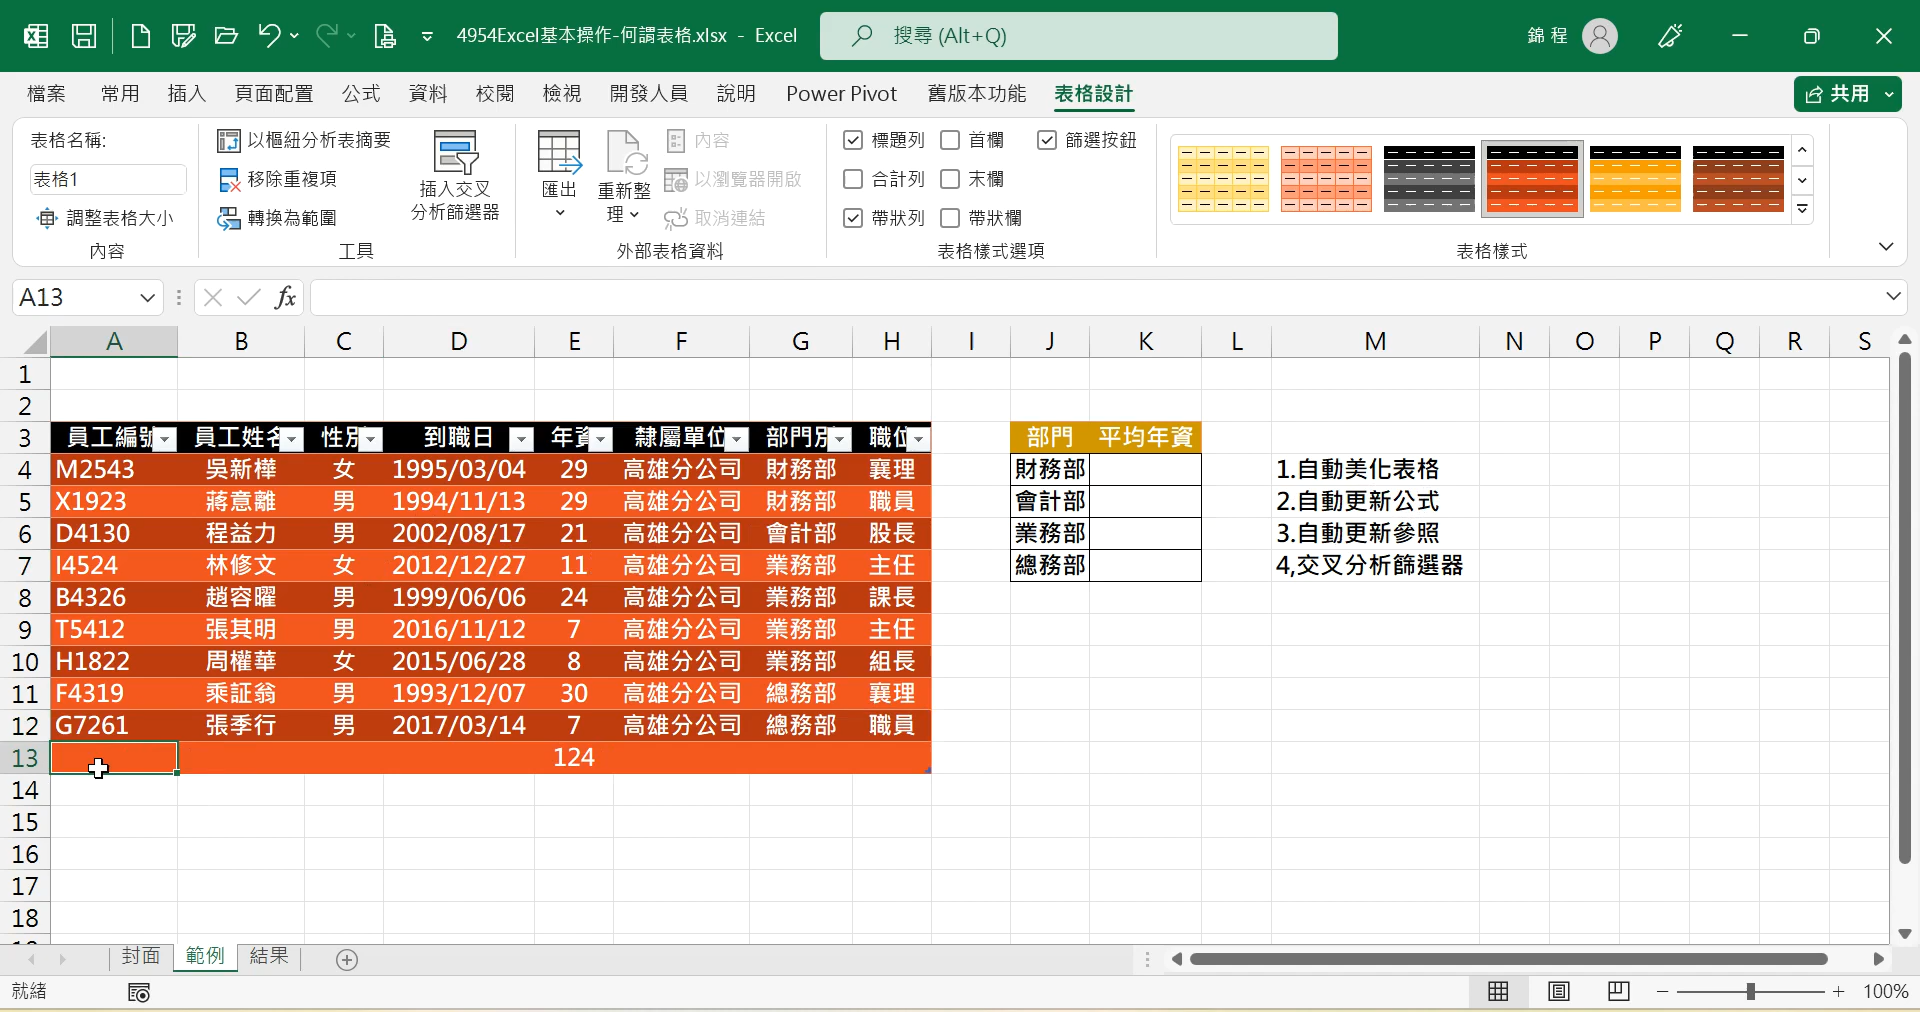 4954Excel基本操作-何謂表格.xlsx - Excel
搜尋 (Alt+Q)
錦 程
檔案 常用 插入 頁面配置 公式 資料 校閱 檢視 開發人員 說明 Power Pivot 舊版本功能 表格設計
共用
表格名稱:
表格1
調整表格大小
內容
以樞紐分析表摘要
移除重複項
轉換為範圍
插入交叉
分析篩選器
工具
匯出
重新整
理
內容
以瀏覽器開啟
取消連結
外部表格資料
標題列 首欄 篩選按鈕
合計列 末欄
帶狀列 帶狀欄
表格樣式選項
表格樣式
A13 fx
A B C D E F G H I J K L M N O P Q R S
1
2
3 員工編號 員工姓名 性別 到職日 年資 隸屬單位 部門別 職位 部門 平均年資
4 M2543 吳新樺 女 1995/03/04 29 高雄分公司 財務部 襄理 財務部 1.自動美化表格
5 X1923 蔣意離 男 1994/11/13 29 高雄分公司 財務部 職員 會計部 2.自動更新公式
6 D4130 程益力 男 2002/08/17 21 高雄分公司 會計部 股長 業務部 3.自動更新參照
7 I4524 林修文 女 2012/12/27 11 高雄分公司 業務部 主任 總務部 4,交叉分析篩選器
8 B4326 趙容曜 男 1999/06/06 24 高雄分公司 業務部 課長
9 T5412 張其明 男 2016/11/12 7 高雄分公司 業務部 主任
10 H1822 周權華 女 2015/06/28 8 高雄分公司 業務部 組長
11 F4319 乘証翁 男 1993/12/07 30 高雄分公司 總務部 襄理
12 G7261 張季行 男 2017/03/14 7 高雄分公司 總務部 職員
13 124
14
15
16
17
18
封面 範例 結果
就緒 100%